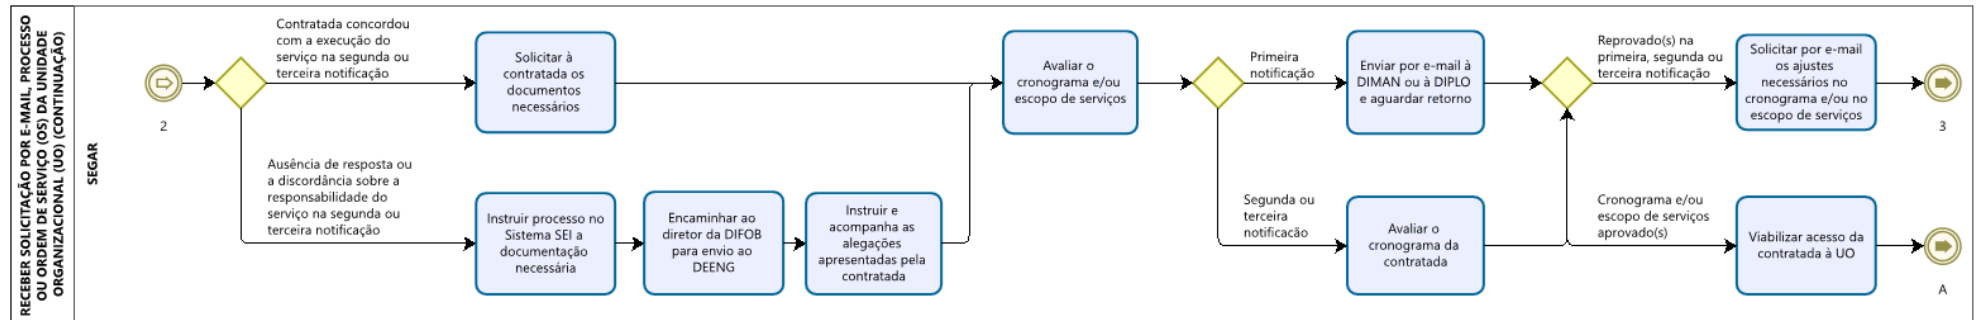 RECEBER SOLICITAÇÃO POR E-MAIL, PROCESSO
OU ORDEM DE SERVIÇO (OS) DA UNIDADE
ORGANIZACIONAL (UO) (CONTINUAÇÃO)
SEGAR
2
Contratada concordou
com a execução do
serviço na segunda ou
terceira notificação
Solicitar à
contratada os
documentos
necessários
Ausência de resposta ou
a discordância sobre a
responsabilidade do
serviço na segunda ou
terceira notificação
Instruir processo no
Sistema SEI a
documentação
necessária
Encaminhar ao
diretor da DIFOB
para envio ao
DEENG
Instruir e
acompanha as
alegações
apresentadas pela
contratada
Avaliar o
cronograma e/ou
escopo de serviços
Primeira
notificação
Enviar por e-mail à
DIMAN ou à DIPLO
e aguardar retorno
Segunda ou
terceira
notificação
Avaliar o
cronograma da
contratada
Reprovado(s) na
primeira, segunda ou
terceira notificação
Solicitar por e-mail
os ajustes
necessários no
cronograma e/ou no
escopo de serviços
3
Cronograma e/ou
escopo de serviços
aprovado(s)
Viabilizar acesso da
contratada à UO
A